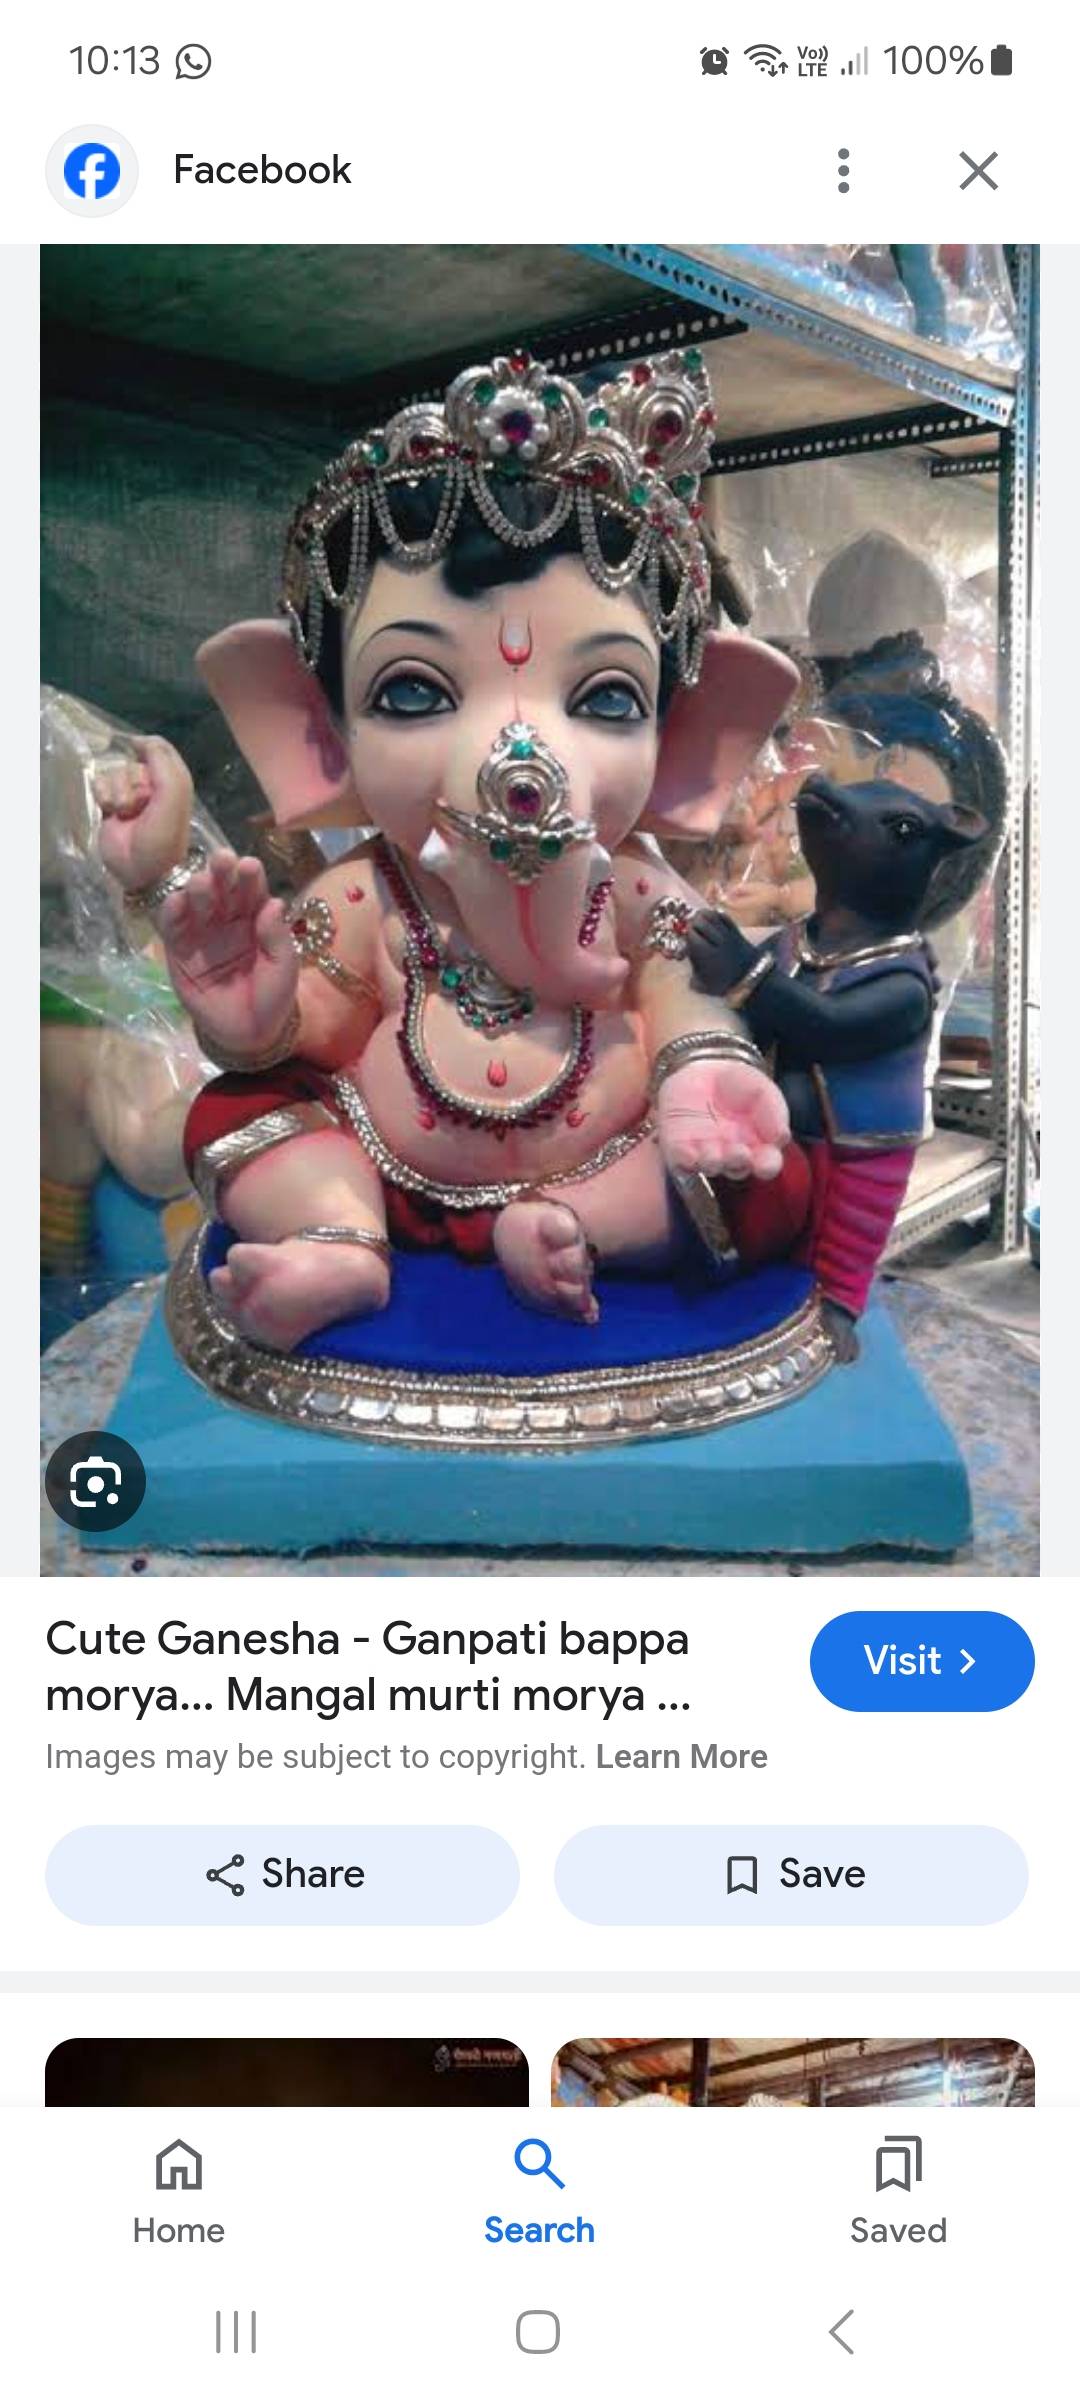 10:13 Vo)) LTE 100%
Facebook
Cute Ganesha - Ganpati bappa
morya... Mangal murti morya ...
Visit
Images may be subject to copyright. Learn More
Share Save
Home Search Saved